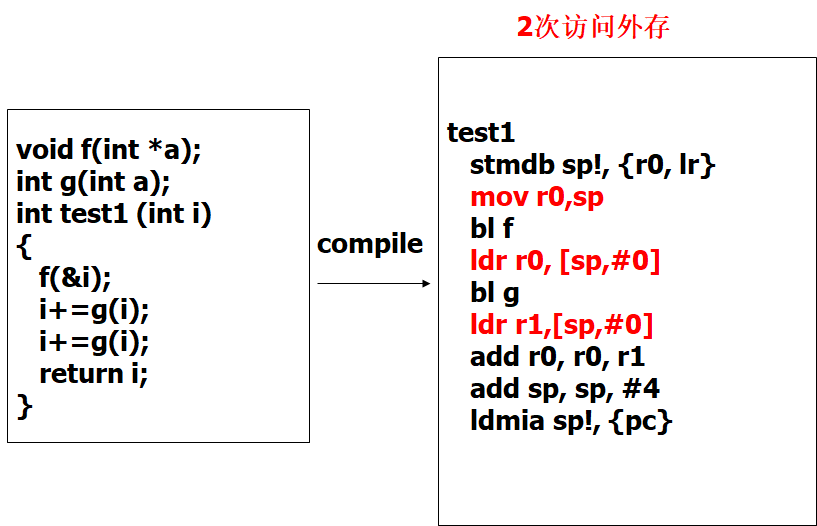 2次访问外存
void f(int *a);
int g(int a);
int test1 (int i)
{
f(&i);
i+=g(i);
i+=g(i);
return i;
}
compile
test1
stmdb sp!, {r0, lr}
mov r0,sp
bl f
ldr r0, [sp,#0]
bl g
ldr r1,[sp,#0]
add r0, r0, r1
add sp, sp, #4
ldmia sp!, {pc}